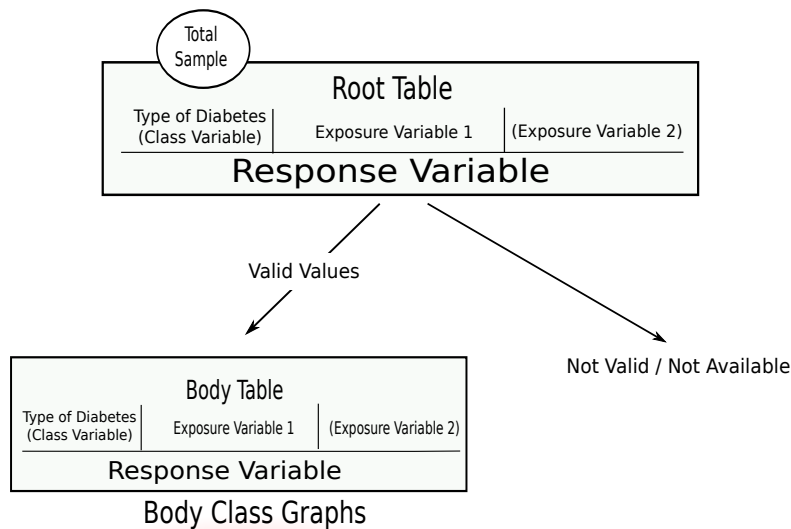 Total
Sample
Root Table
Type of Diabetes
(Class Variable)
Exposure Variable 1
(Exposure Variable 2)
Response Variable
Valid Values
Not Valid / Not Available
Body Table
Type of Diabetes
(Class Variable)
Exposure Variable 1
(Exposure Variable 2)
Response Variable
Body Class Graphs